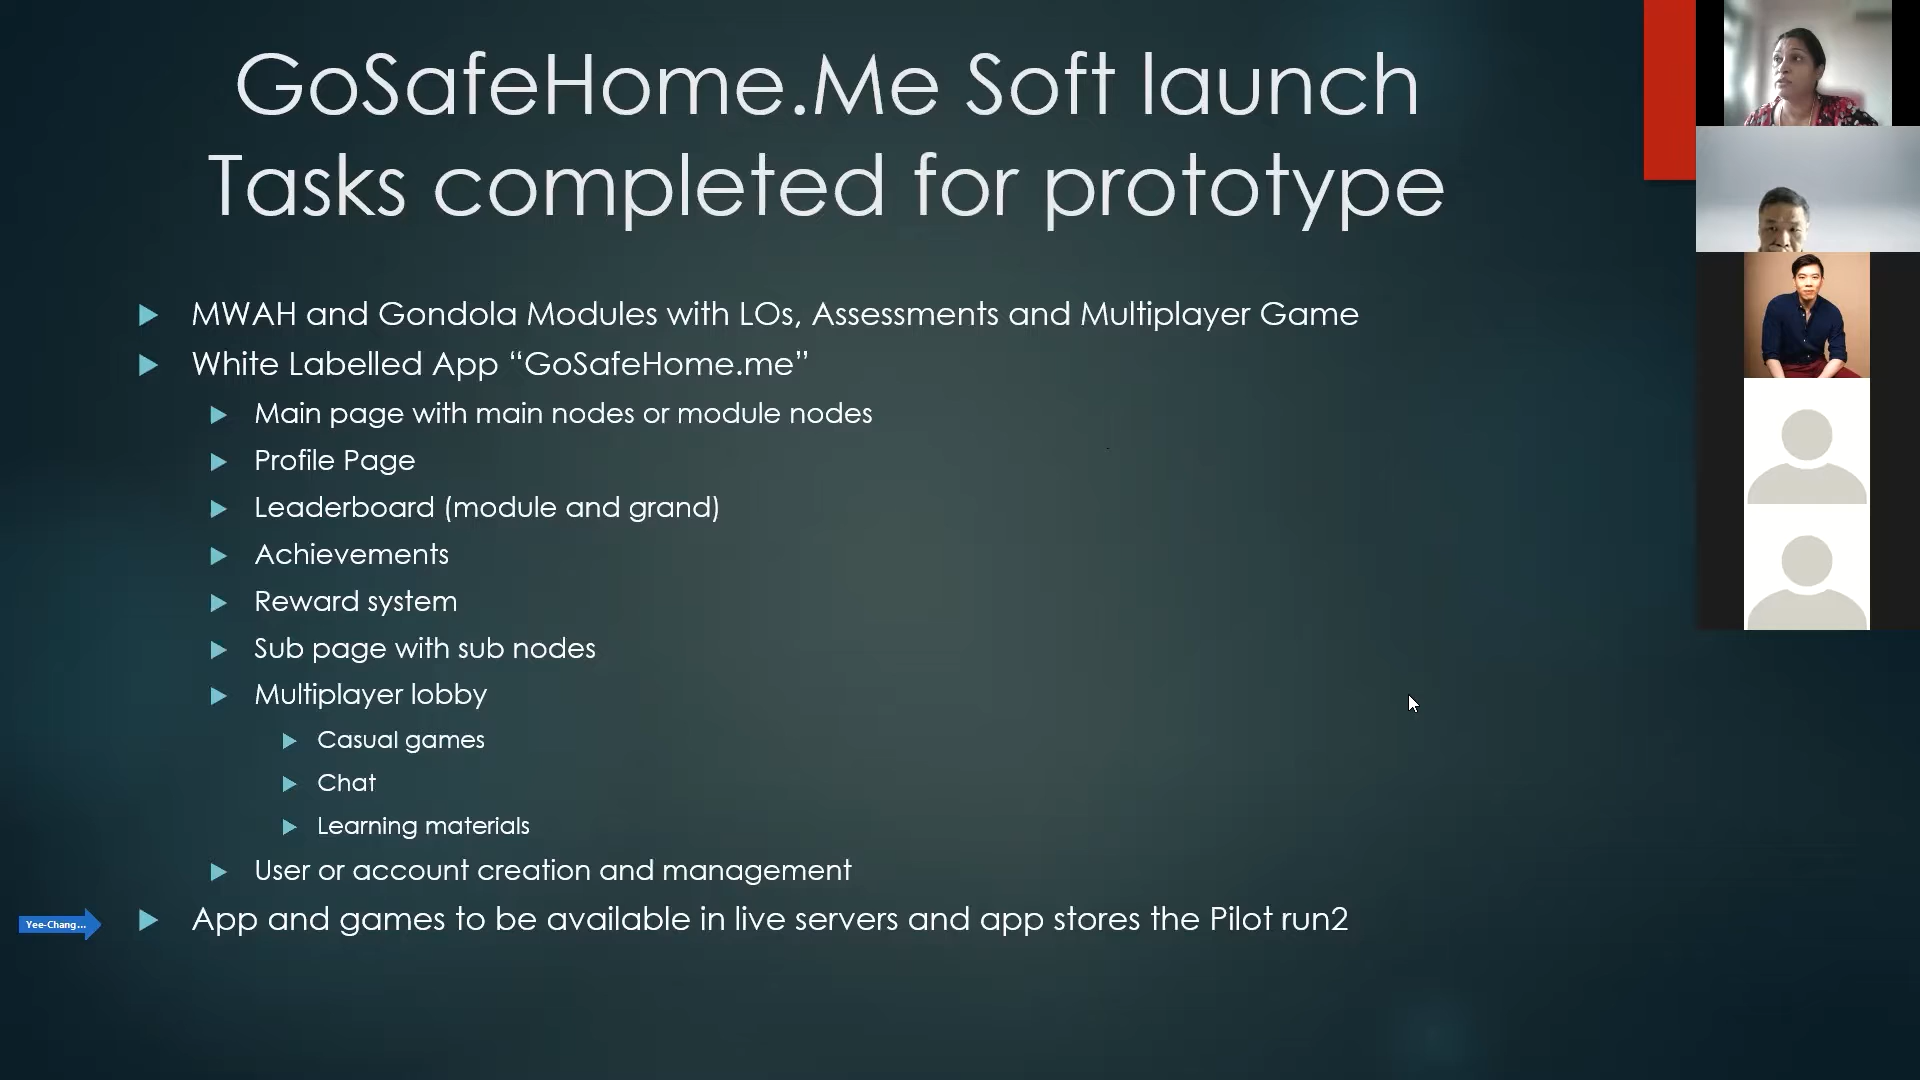 GoSafeHome.Me Soft launch
Tasks completed for prototype
MWAH and Gondola Modules with LOs, Assessments and Multiplayer Game
White Labelled App “GoSafeHome.me”
Main page with main nodes or module nodes
Profile Page
Leaderboard (module and grand)
Achievements
Reward system
Sub page with sub nodes
Multiplayer lobby
Casual games
Chat
Learning materials
User or account creation and management
Yee-Chang...
App and games to be available in live servers and app stores the Pilot run2